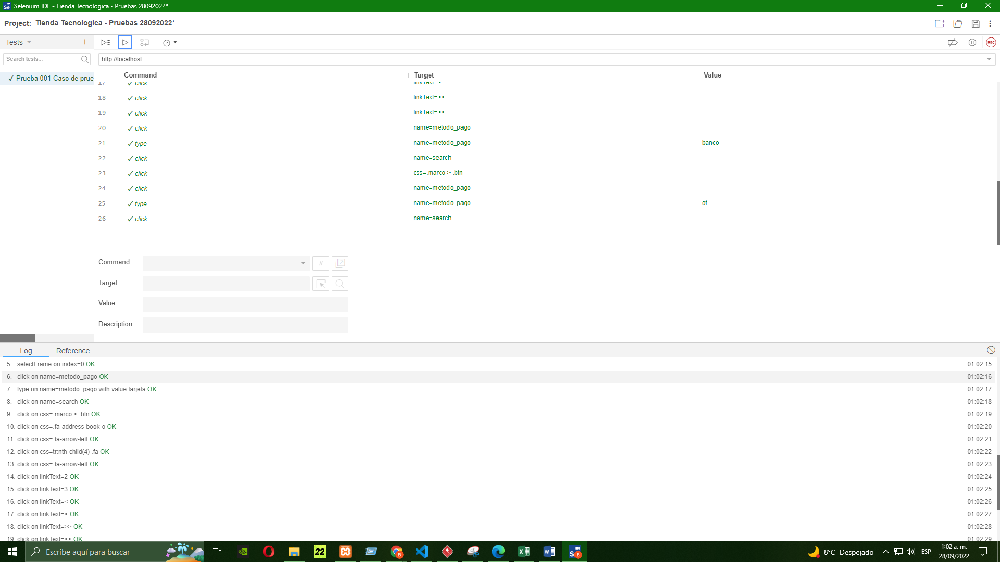 Selenium IDE - Tienda Tecnologica - Pruebas 28092022*
Project: Tienda Tecnologica - Pruebas 28092022*
Tests
Search tests...
✓ Prueba 001 Caso de prue
REC
http://localhost
Command Target Value
17 ✓ click linkText=<
18 ✓ click linkText=>>
19 ✓ click linkText=<<
20 ✓ click name=metodo_pago
21 ✓ type name=metodo_pago banco
22 ✓ click name=search
23 ✓ click css=.marco > .btn
24 ✓ click name=metodo_pago
25 ✓ type name=metodo_pago ot
26 ✓ click name=search
Command //
Target
Value
Description
Log Reference
5. selectFrame on index=0 OK 01:02:15
6. click on name=metodo_pago OK 01:02:16
7. type on name=metodo_pago with value tarjeta OK 01:02:17
8. click on name=search OK 01:02:18
9. click on css=.marco > .btn OK 01:02:19
10. click on css=.fa-address-book-o OK 01:02:20
11. click on css=.fa-arrow-left OK 01:02:21
12. click on css=tr:nth-child(4) .fa OK 01:02:22
13. click on css=.fa-arrow-left OK 01:02:23
14. click on linkText=2 OK 01:02:24
15. click on linkText=3 OK 01:02:25
16. click on linkText=< OK 01:02:26
17. click on linkText=< OK 01:02:27
18. click on linkText=>> OK 01:02:28
19. click on linkText=<< OK 01:02:29
Escribe aquí para buscar
22
8°C Despejado
ESP
1:02 a. m.
28/09/2022